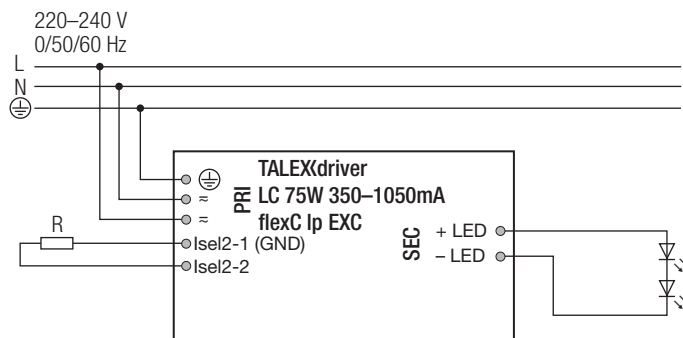 220–240 V
0/50/60 Hz
L
N
TALEXXdriver
≂ LC 75W 350–1050mA
PRI
≂ flexC lp EXC
R
Isel2-1 (GND)
Isel2-2
SEC
+ LED
– LED